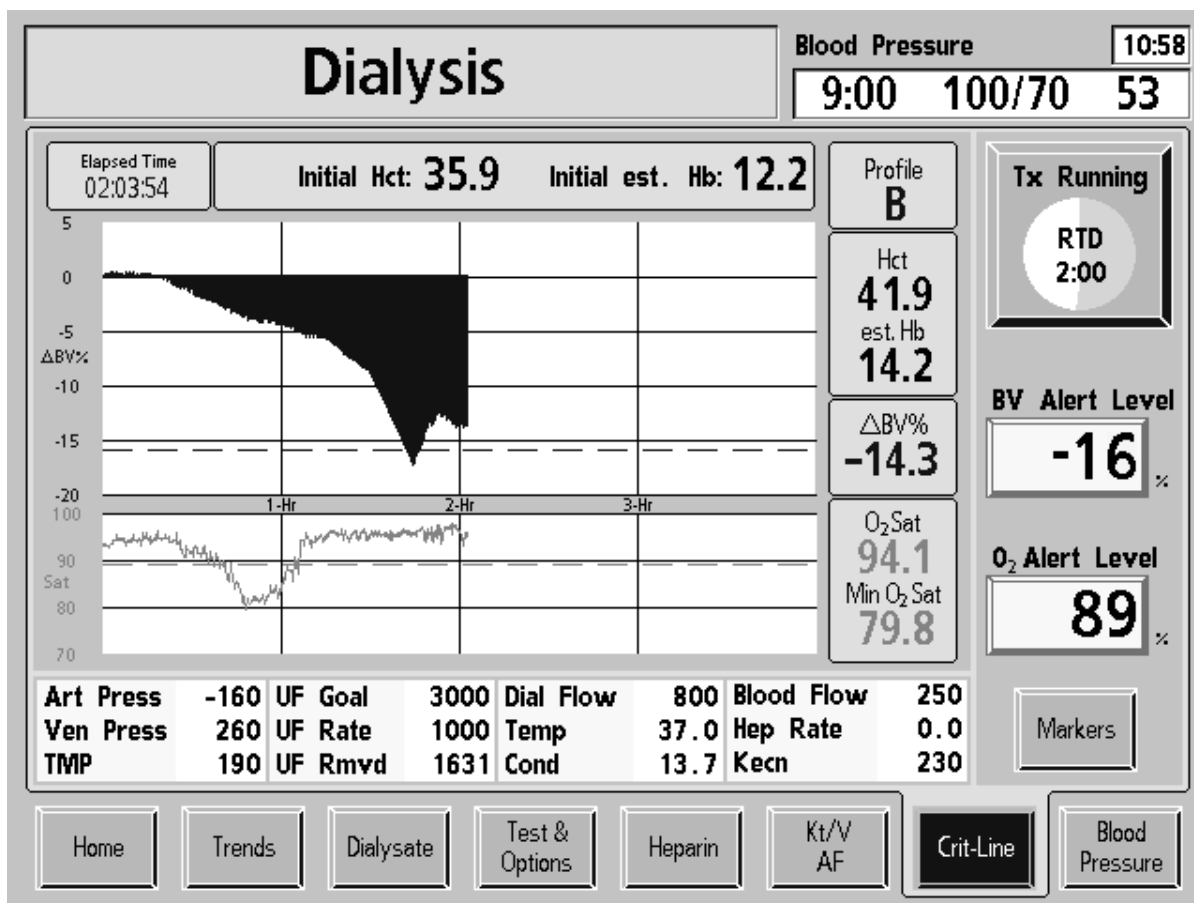 Dialysis
Blood Pressure 10:58
9:00 100/70 53
Elapsed Time
02:03:54
Initial Hct: 35.9 Initial est. Hb: 12.2
Profile
B
Tx Running
RTD
2:00
5
0
-5
ΔBV%
-10
-15
-20
1-Hr 2-Hr 3-Hr
100
90
Sat
80
70
Hct
41.9
est. Hb
14.2
ΔBV%
-14.3
O₂Sat
94.1
Min O₂ Sat
79.8
BV Alert Level
-16 %
O₂ Alert Level
89 %
Art Press -160 UF Goal 3000 Dial Flow 800 Blood Flow 250
Ven Press 260 UF Rate 1000 Temp 37.0 Hep Rate 0.0
TMP 190 UF Rmvd 1631 Cond 13.7 Kecn 230
Markers
Home
Trends
Dialysate
Test &
Options
Heparin
Kt/V
AF
Crit-Line
Blood
Pressure